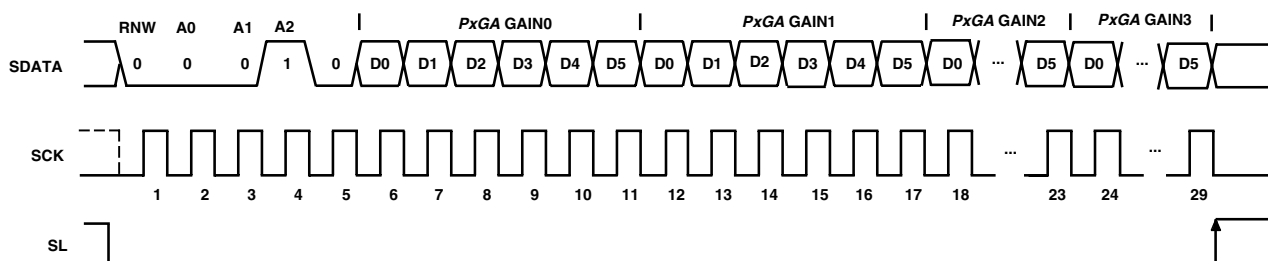 RNW A0 A1 A2 PxGA GAIN0 PxGA GAIN1 PxGA GAIN2 PxGA GAIN3
SDATA 0 0 0 1 0 D0 D1 D2 D3 D4 D5 D0 D1 D2 D3 D4 D5 D0 ... D5 D0 ... D5
SCK ... ...
1 2 3 4 5 6 7 8 9 10 11 12 13 14 15 16 17 18 23 24 29
SL